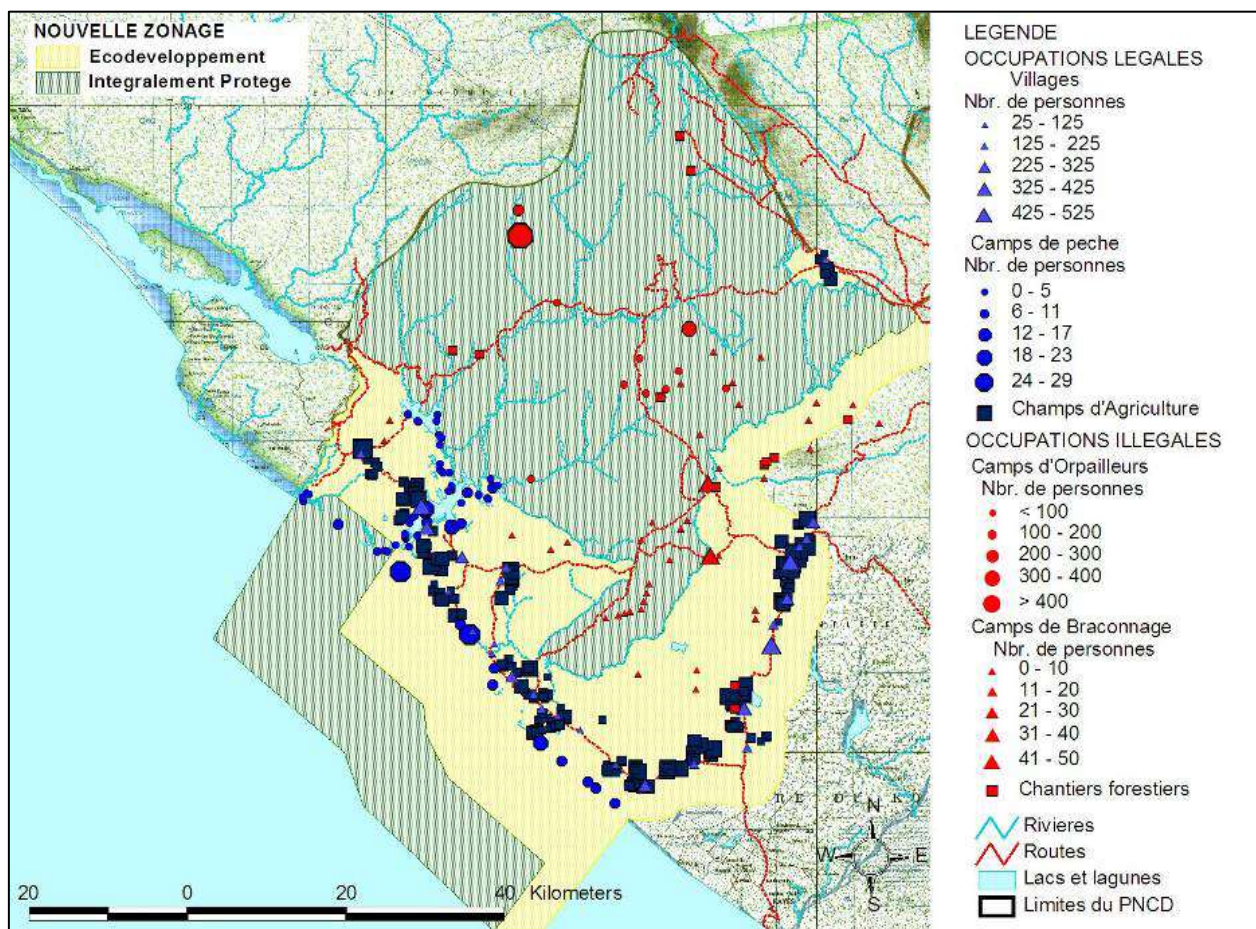 NOUVELLE ZONAGE
Ecodeveloppement
Integralement Protege
20 0 20 40 Kilometers
N
W E
S
LEGENDE
OCCUPATIONS LEGALES
Villages
Nbr. de personnes
25 - 125
125 - 225
225 - 325
325 - 425
425 - 525
Camps de peche
Nbr. de personnes
0 - 5
6 - 11
12 - 17
18 - 23
24 - 29
Champs d'Agriculture
OCCUPATIONS ILLEGALES
Camps d'Orpailleurs
Nbr. de personnes
< 100
100 - 200
200 - 300
300 - 400
> 400
Camps de Braconnage
Nbr. de personnes
0 - 10
11 - 20
21 - 30
31 - 40
41 - 50
Chantiers forestiers
Rivieres
Routes
Lacs et lagunes
Limites du PNCD